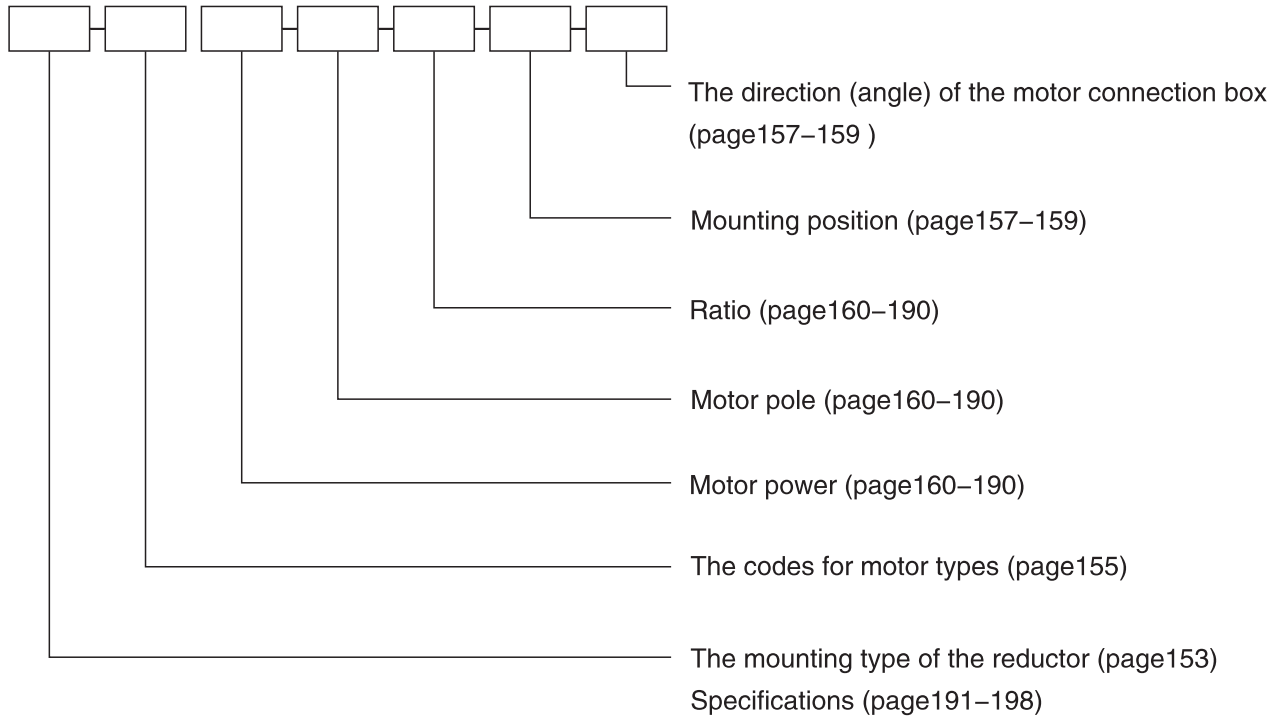 The direction (angle) of the motor connection box
(page157–159 )
Mounting position (page157–159)
Ratio (page160–190)
Motor pole (page160–190)
Motor power (page160–190)
The codes for motor types (page155)
The mounting type of the reductor (page153)
Specifications (page191–198)